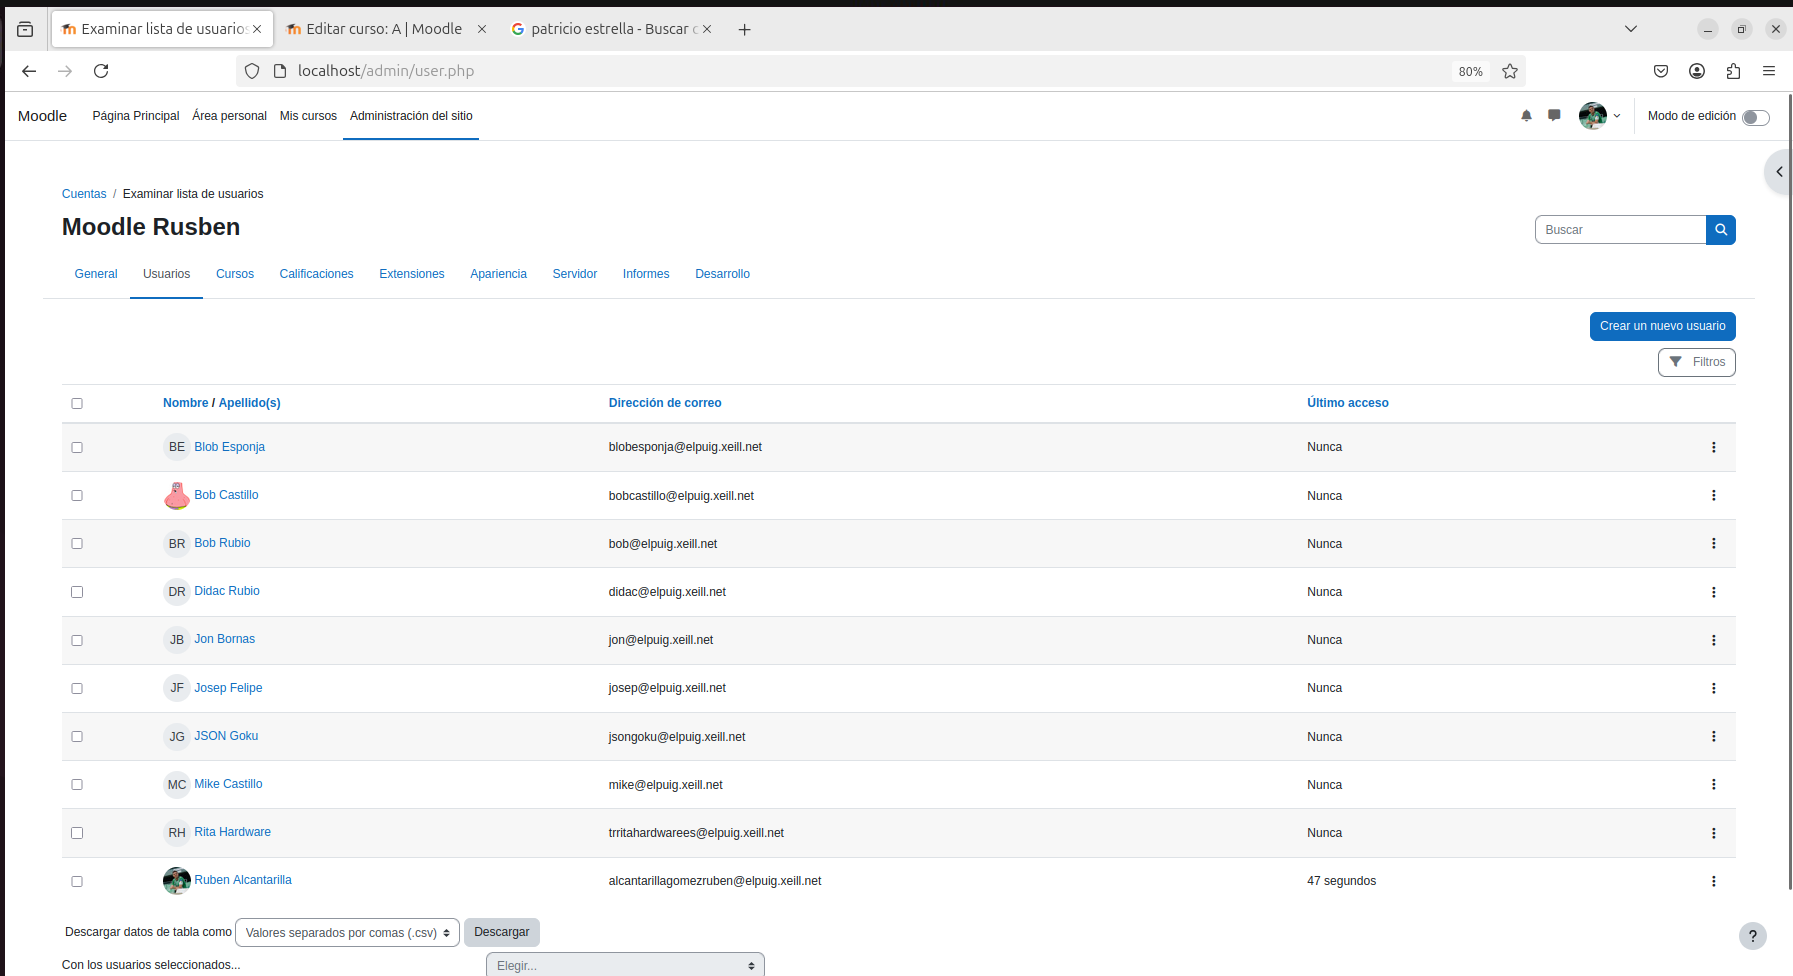 Examinar lista de usuarios
Editar curso: A | Moodle
patricio estrella - Buscar
localhost/admin/user.php
80%
Moodle
Página Principal
Área personal
Mis cursos
Administración del sitio
Modo de edición
Cuentas / Examinar lista de usuarios
Moodle Rusben
Buscar
General
Usuarios
Cursos
Calificaciones
Extensiones
Apariencia
Servidor
Informes
Desarrollo
Crear un nuevo usuario
Filtros
Nombre / Apellido(s) Dirección de correo Último acceso
BE Blob Esponja blobesponja@elpuig.xeill.net Nunca
Bob Castillo bobcastillo@elpuig.xeill.net Nunca
BR Bob Rubio bob@elpuig.xeill.net Nunca
DR Didac Rubio didac@elpuig.xeill.net Nunca
JB Jon Bornas jon@elpuig.xeill.net Nunca
JF Josep Felipe josep@elpuig.xeill.net Nunca
JG JSON Goku jsongoku@elpuig.xeill.net Nunca
MC Mike Castillo mike@elpuig.xeill.net Nunca
RH Rita Hardware trritahardwarees@elpuig.xeill.net Nunca
Ruben Alcantarilla alcantarillagomezruben@elpuig.xeill.net 47 segundos
Descargar datos de tabla como Valores separados por comas (.csv) Descargar
?
Con los usuarios seleccionados... Elegir...